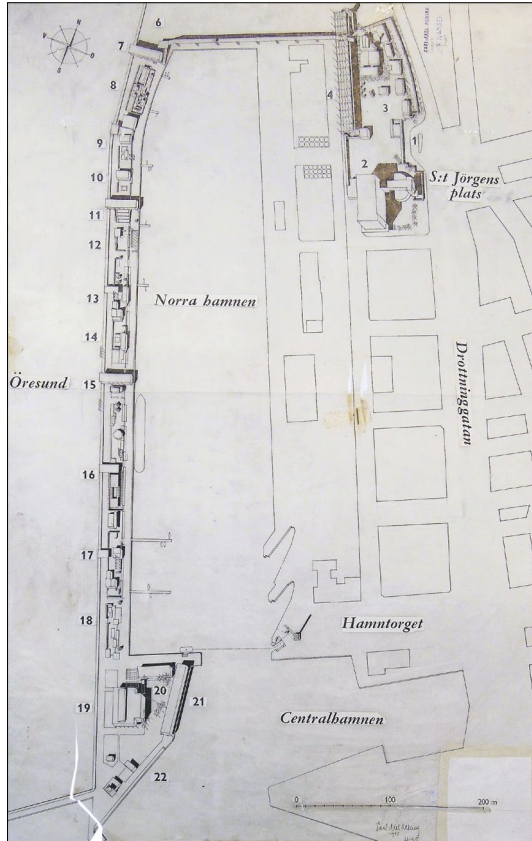 6
7
N
V
O
S
8
9
10
11
12
13
14
15
16
17
18
19
20
21
22
4
3
1
2
S:t Jörgens
plats
Norra hamnen
Öresund
Drottninggatan
Hamntorget
Centralhamnen
0 100 200 m